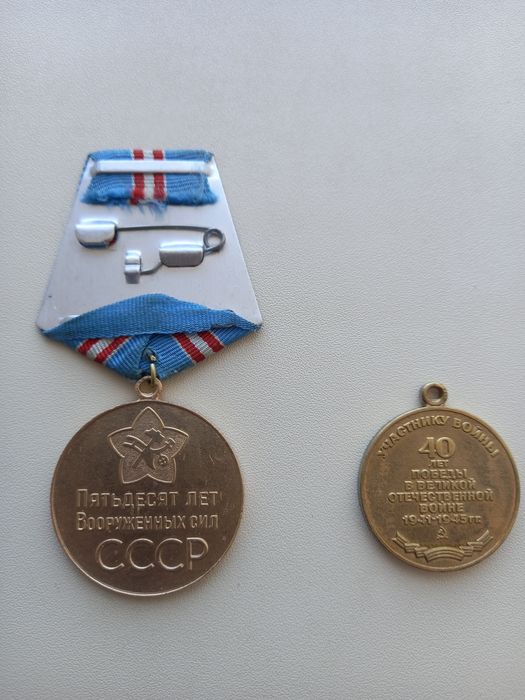 Пятьдесят лет
Вооруженных сил
СССР
УЧАСТНИКУ ВОЙНЫ
40
ЛЕТ
ПОБЕДЫ
В ВЕЛИКОЙ
ОТЕЧЕСТВЕННОЙ
ВОЙНЕ
1941-1945 гг.